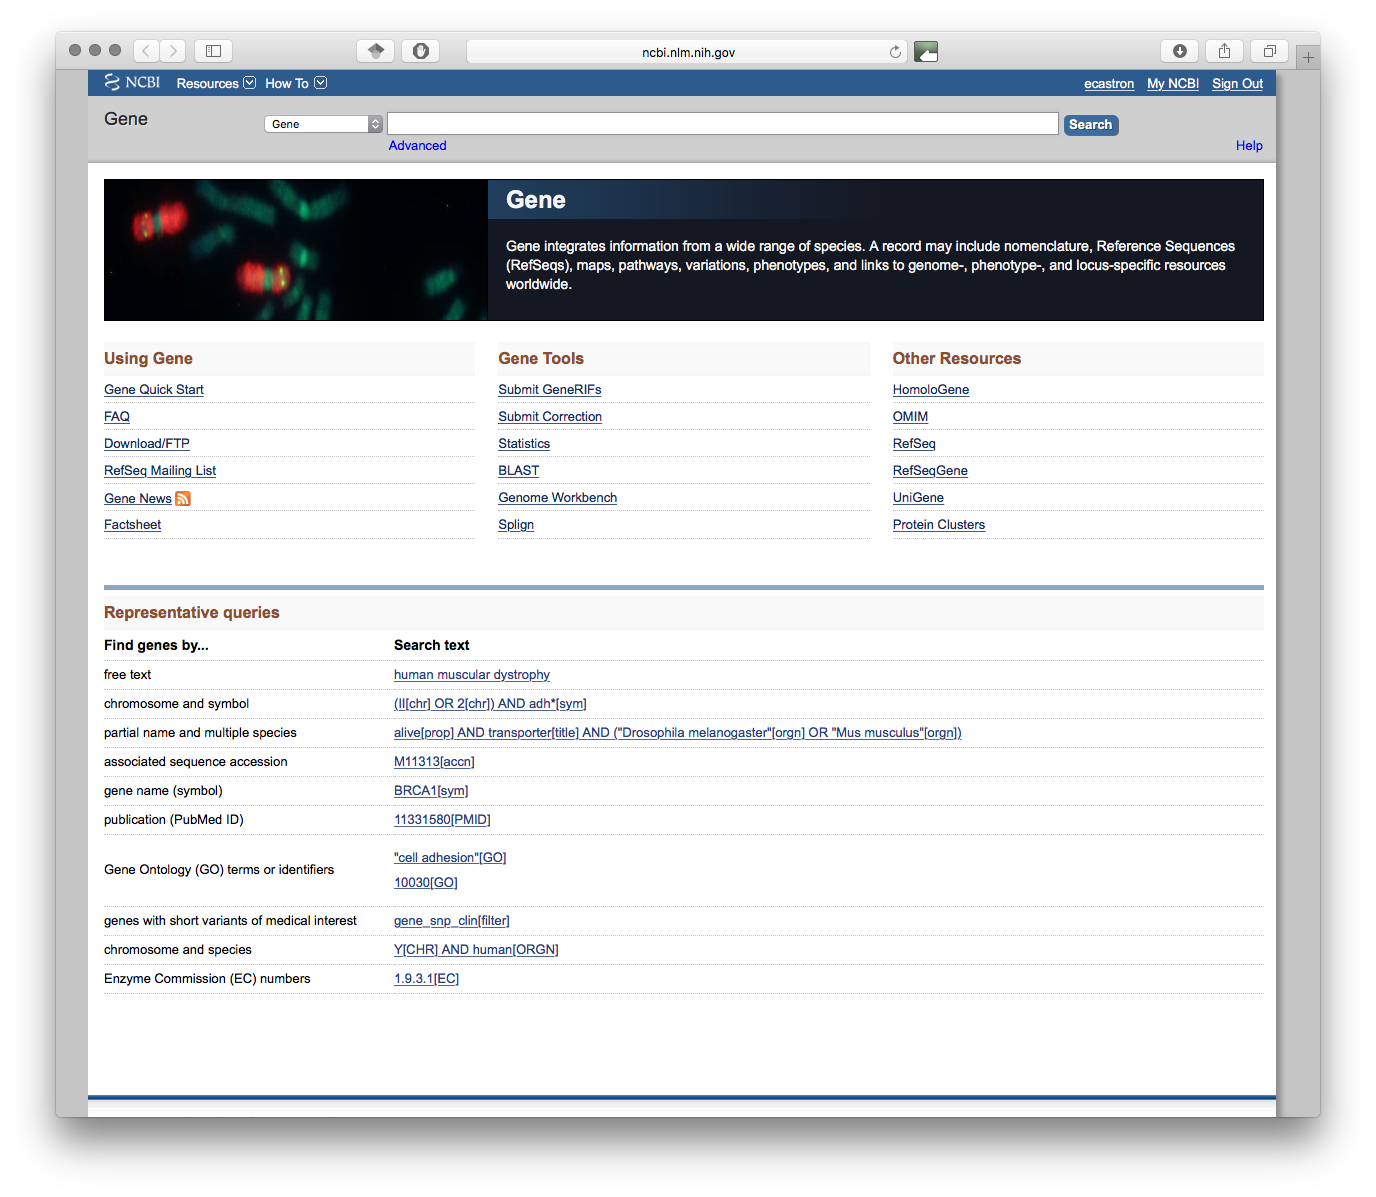 ncbi.nlm.nih.gov
NCBI Resources How To ecastron My NCBI Sign Out
Gene Gene Search
Advanced Help
Gene
Gene integrates information from a wide range of species. A record may include nomenclature, Reference Sequences
(RefSeqs), maps, pathways, variations, phenotypes, and links to genome-, phenotype-, and locus-specific resources
worldwide.
Using Gene
Gene Quick Start
FAQ
Download/FTP
RefSeq Mailing List
Gene News
Factsheet
Gene Tools
Submit GeneRIFs
Submit Correction
Statistics
BLAST
Genome Workbench
Splign
Other Resources
HomoloGene
OMIM
RefSeq
RefSeqGene
UniGene
Protein Clusters
Representative queries
Find genes by... Search text
free text human muscular dystrophy
chromosome and symbol (II[chr] OR 2[chr]) AND adh*[sym]
partial name and multiple species alive[prop] AND transporter[title] AND ("Drosophila melanogaster"[orgn] OR "Mus musculus"[orgn])
associated sequence accession M11313[accn]
gene name (symbol) BRCA1[sym]
publication (PubMed ID) 11331580[PMID]
Gene Ontology (GO) terms or identifiers "cell adhesion"[GO]
10030[GO]
genes with short variants of medical interest gene_snp_clin[filter]
chromosome and species Y[CHR] AND human[ORGN]
Enzyme Commission (EC) numbers 1.9.3.1[EC]